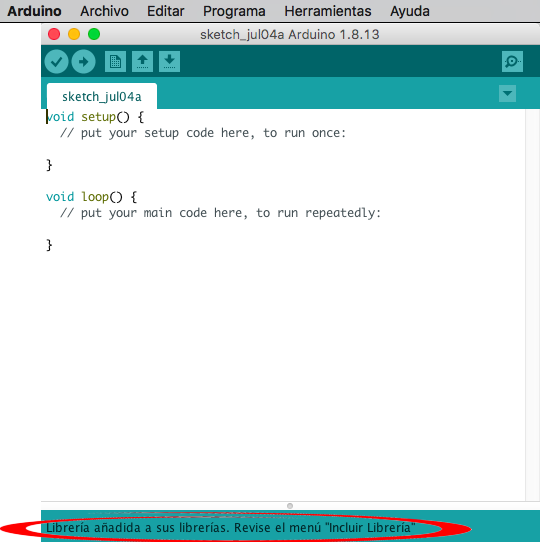 Arduino Archivo Editar Programa Herramientas Ayuda
sketch_jul04a Arduino 1.8.13
sketch_jul04a
void setup() {
// put your setup code here, to run once:
}
void loop() {
// put your main code here, to run repeatedly:
}
Librería añadida a sus librerías. Revise el menú "Incluir Librería"